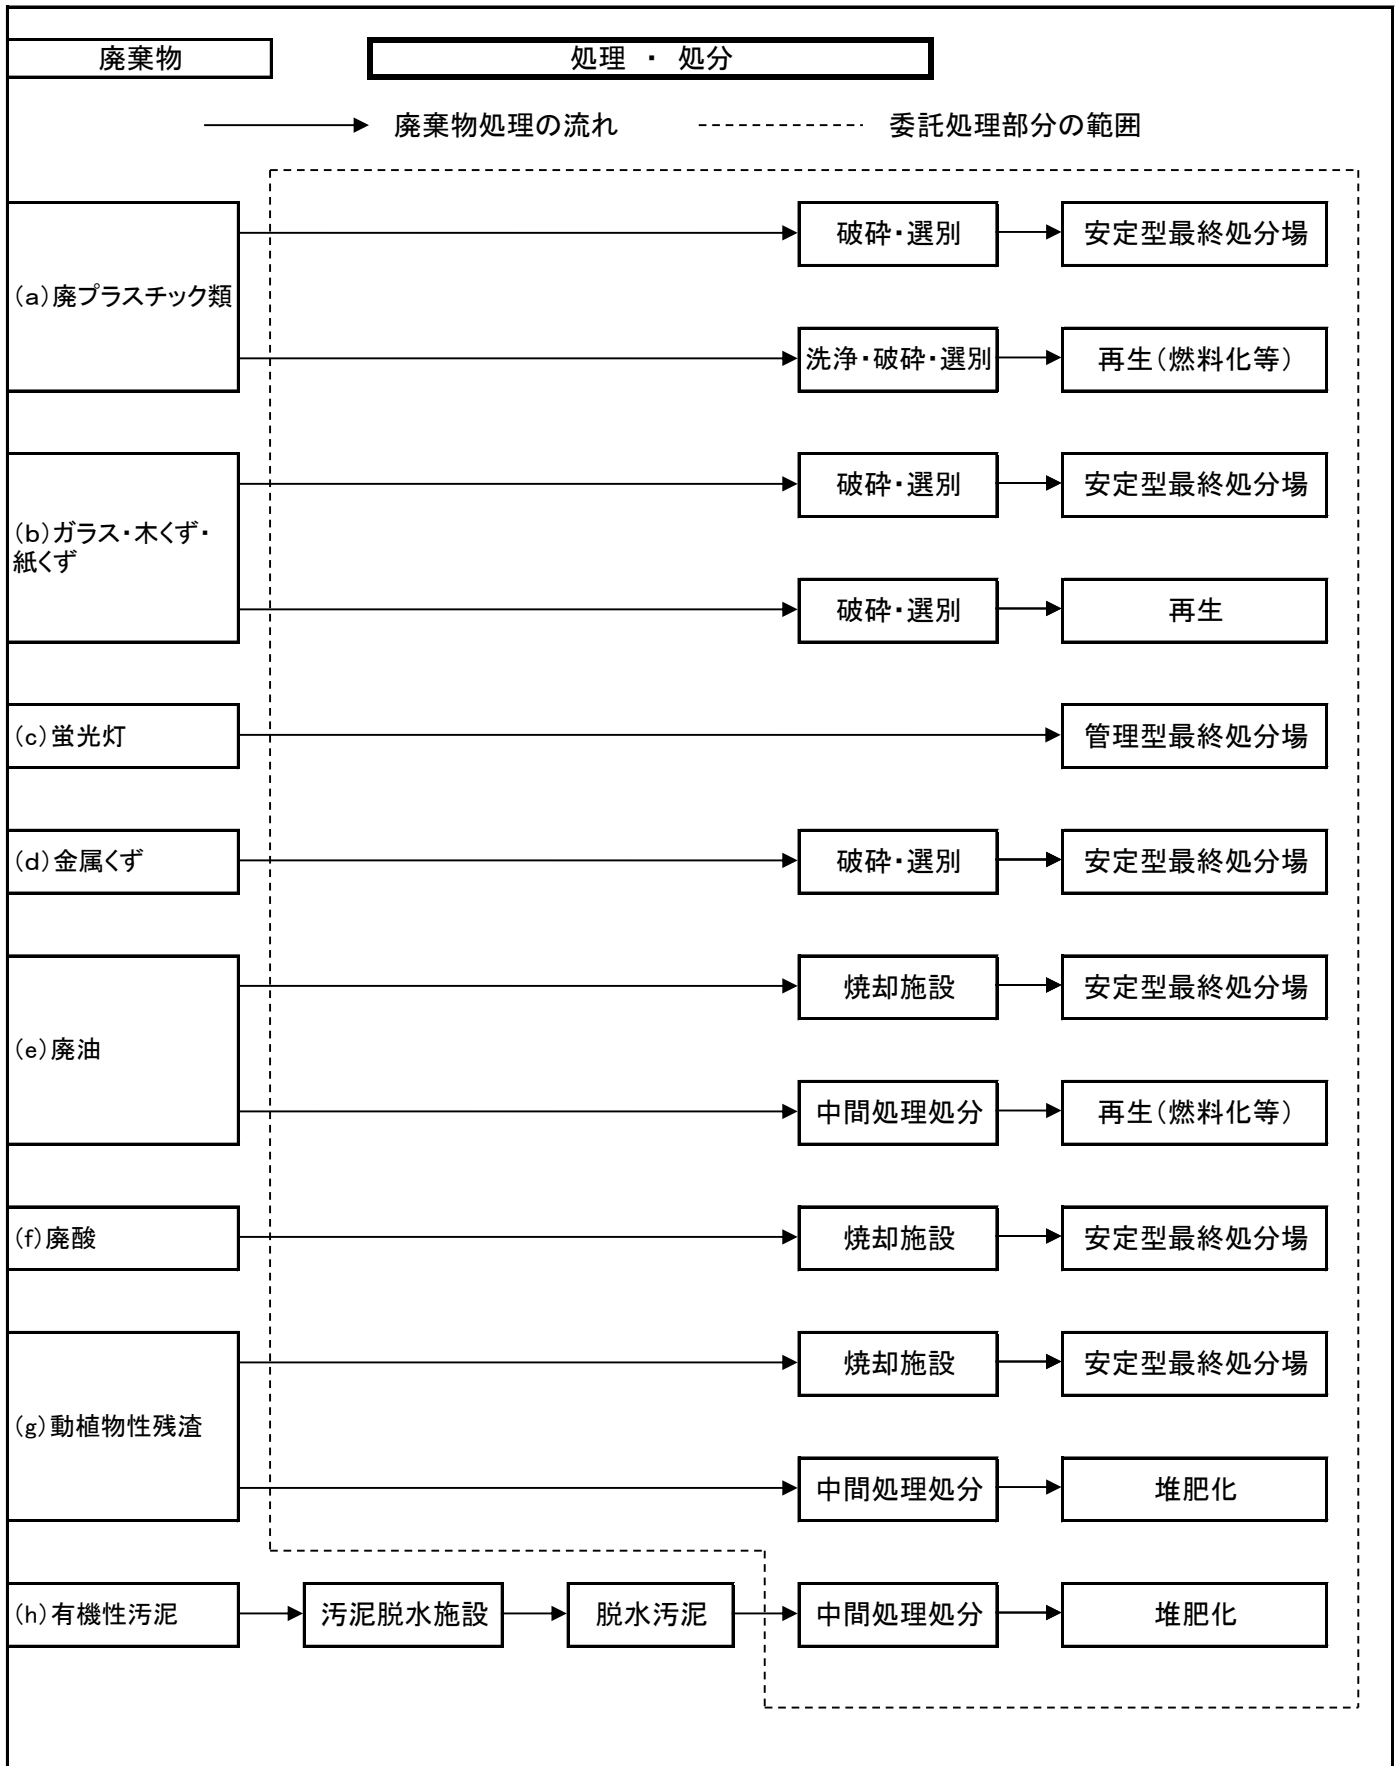 廃棄物
処理 ・ 処分
廃棄物処理の流れ
委託処理部分の範囲
(a)廃プラスチック類
破砕・選別
安定型最終処分場
洗浄・破砕・選別
再生(燃料化等)
(b)ガラス・木くず・
紙くず
破砕・選別
安定型最終処分場
破砕・選別
再生
(c)蛍光灯
管理型最終処分場
(d)金属くず
破砕・選別
安定型最終処分場
(e)廃油
焼却施設
安定型最終処分場
中間処理処分
再生(燃料化等)
(f)廃酸
焼却施設
安定型最終処分場
(g)動植物性残渣
焼却施設
安定型最終処分場
中間処理処分
堆肥化
(h)有機性汚泥
汚泥脱水施設
脱水汚泥
中間処理処分
堆肥化